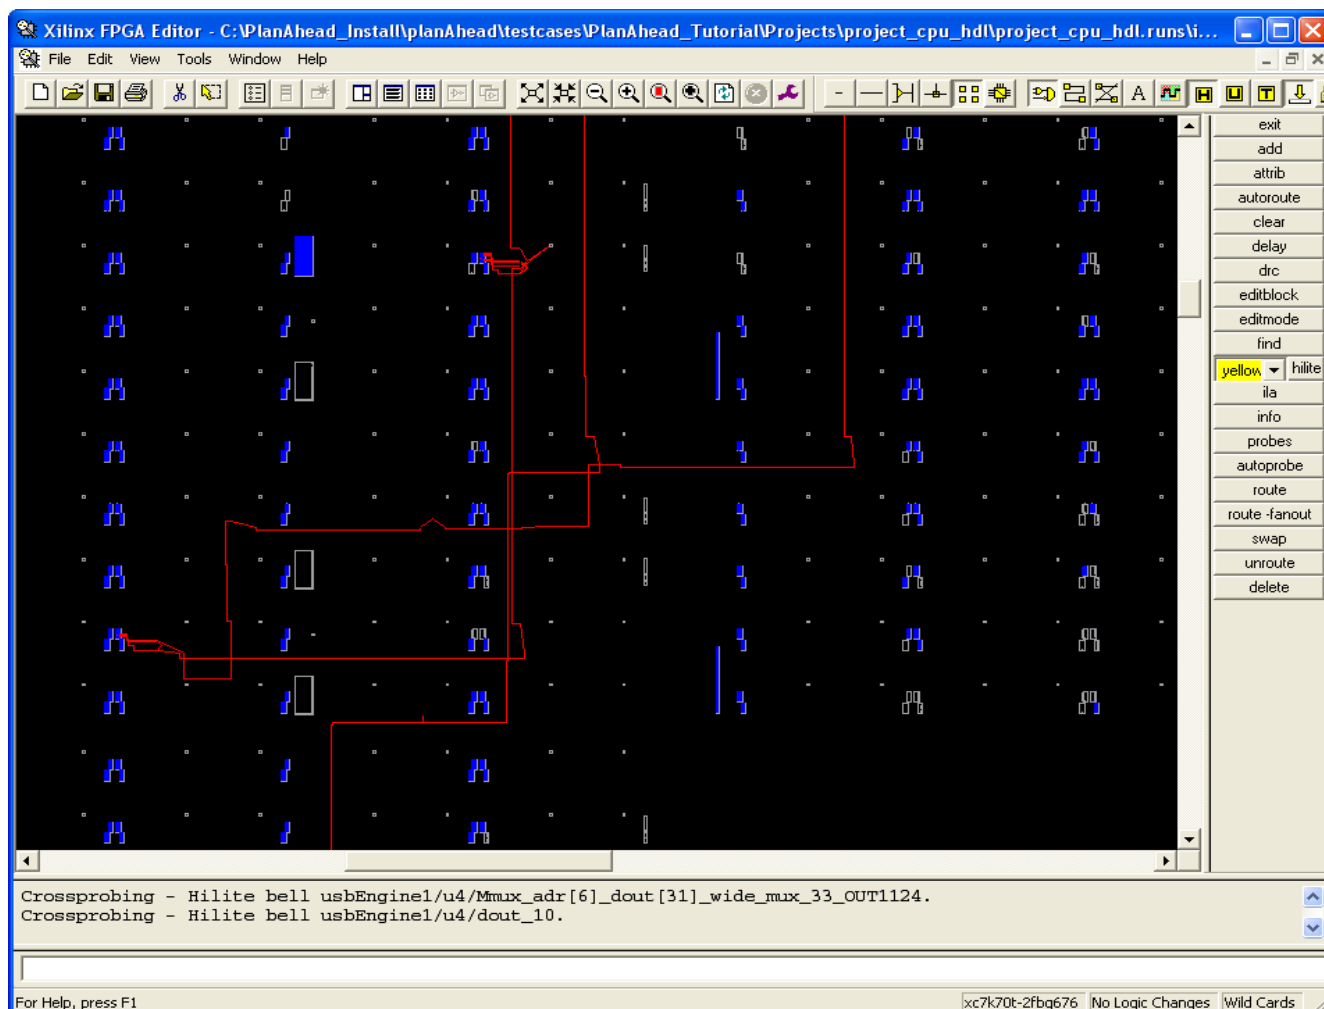 Xilinx FPGA Editor - C:\PlanAhead_Install\planAhead\testcases\PlanAhead_Tutorial\Projects\project_cpu_hdl\project_cpu_hdl.runs\i...
File Edit View Tools Window Help
A
exit
add
attrib
autoroute
clear
delay
drc
editblock
editmode
find
yellow hilite
ila
info
probes
autoprobe
route
route -fanout
swap
unroute
delete
Crossprobing - Hilite bell usbEngine1/u4/Mmux_adr[6]_dout[31]_wide_mux_33_OUT1124.
Crossprobing - Hilite bell usbEngine1/u4/dout_10.
For Help, press F1 xc7k70t-2fbg676 No Logic Changes Wild Cards